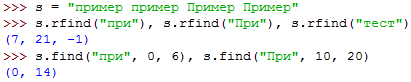 >>> s = "пример пример Пример Пример"
>>> s.rfind("при"), s.rfind("При"), s.rfind("тест")
(7, 21, -1)
>>> s.find("при", 0, 6), s.find("При", 10, 20)
(0, 14)